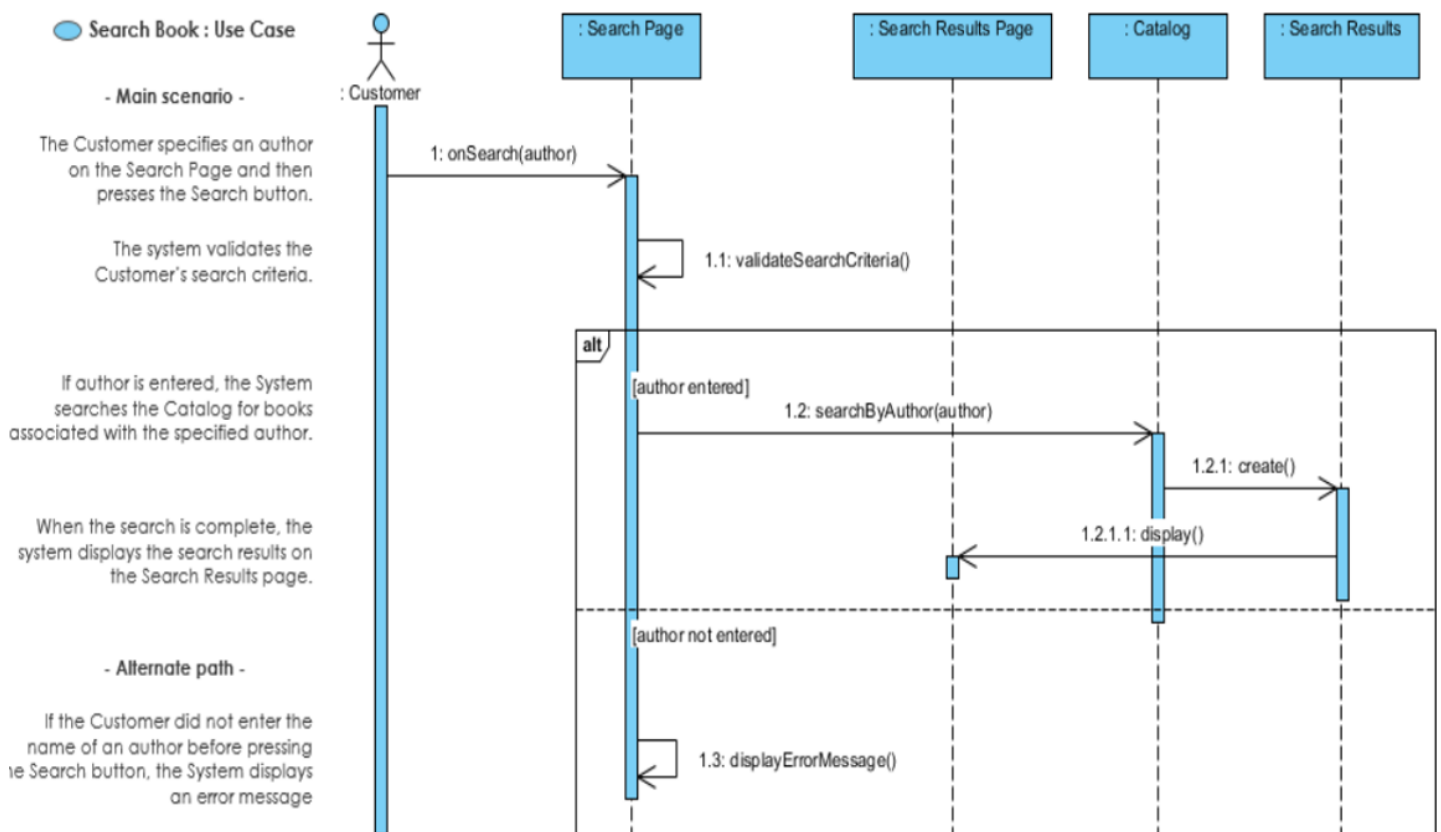 Search Book : Use Case
: Search Page
: Search Results Page
: Catalog
: Search Results
: Customer
- Main scenario -
The Customer specifies an author
on the Search Page and then
presses the Search button.
1: onSearch(author)
The system validates the
Customer's search criteria.
1.1: validateSearchCriteria()
alt
If author is entered, the System
searches the Catalog for books
associated with the specified author.
[author entered]
1.2: searchByAuthor(author)
1.2.1: create()
When the search is complete, the
system displays the search results on
the Search Results page.
1.2.1.1: display()
[author not entered]
- Alternate path -
If the Customer did not enter the
name of an author before pressing
he Search button, the System displays
an error message
1.3: displayErrorMessage()